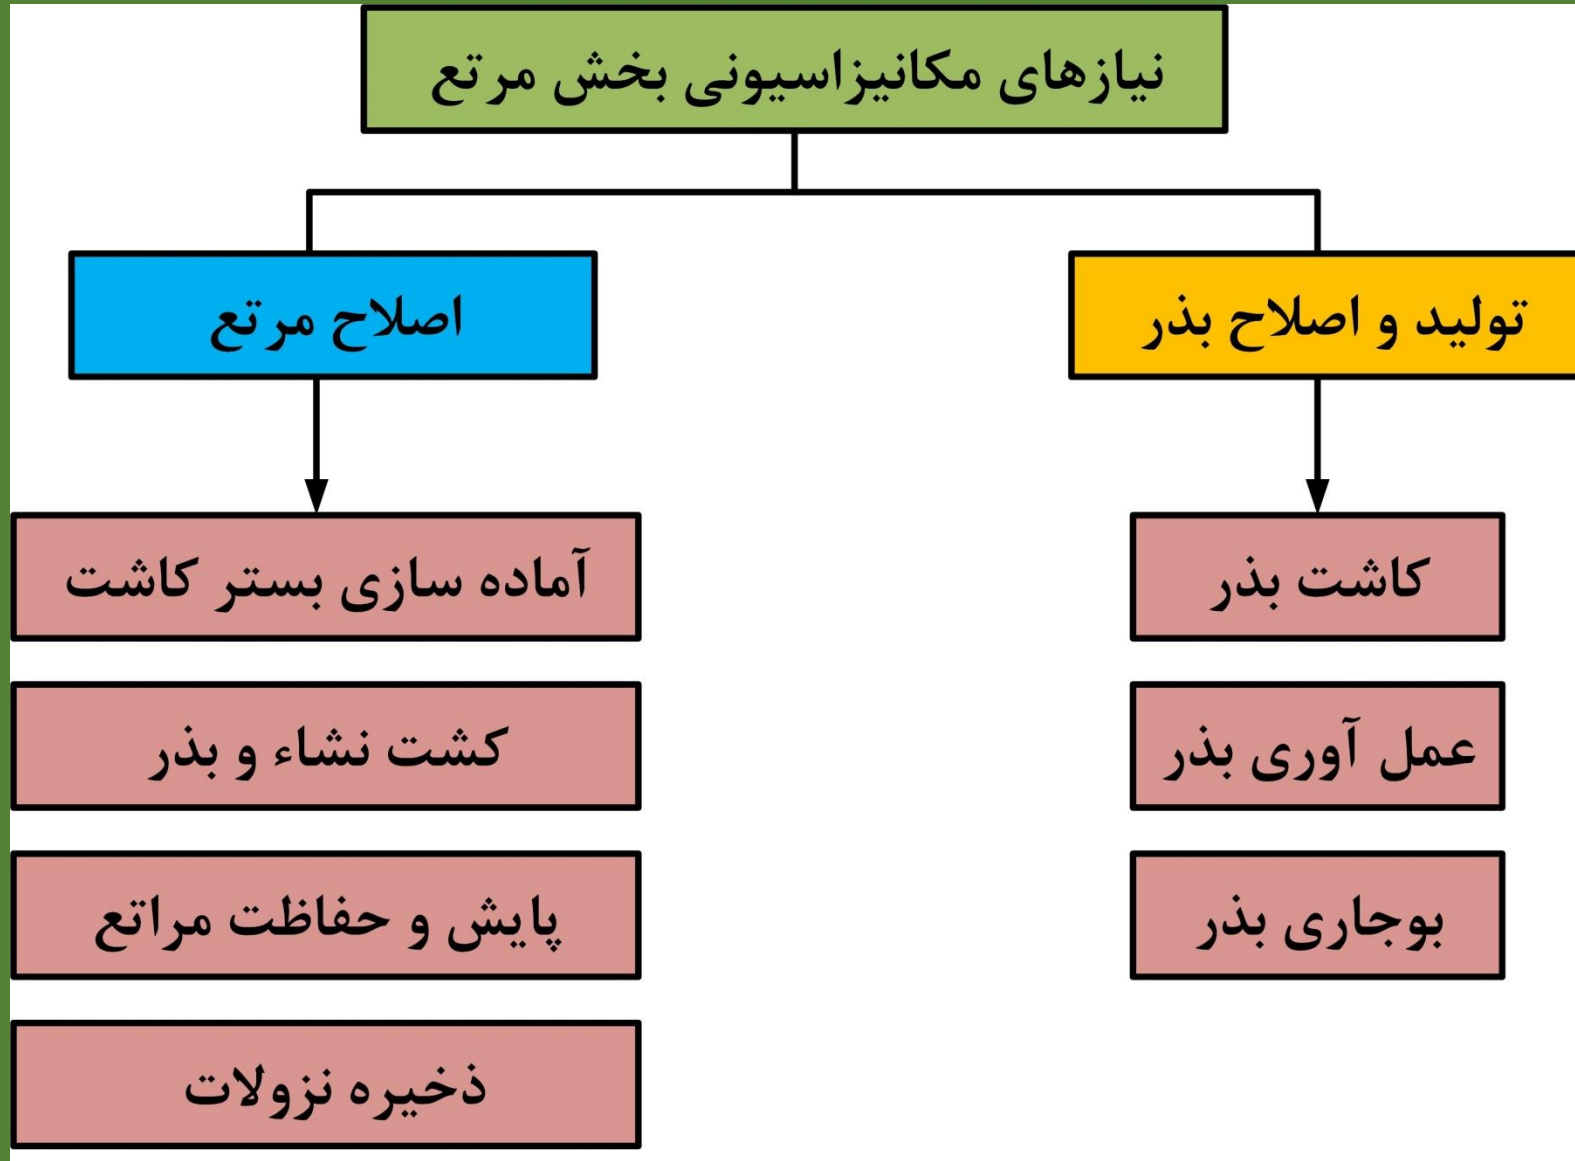 نیازهای مکانیزاسیونی بخش مرتع
تولید و اصلاح بذر
کاشت بذر
عمل آوری بذر
بوجاری بذر
اصلاح مرتع
آماده سازی بستر کاشت
کشت نشاء و بذر
پایش و حفاظت مراتع
ذخیره نزولات